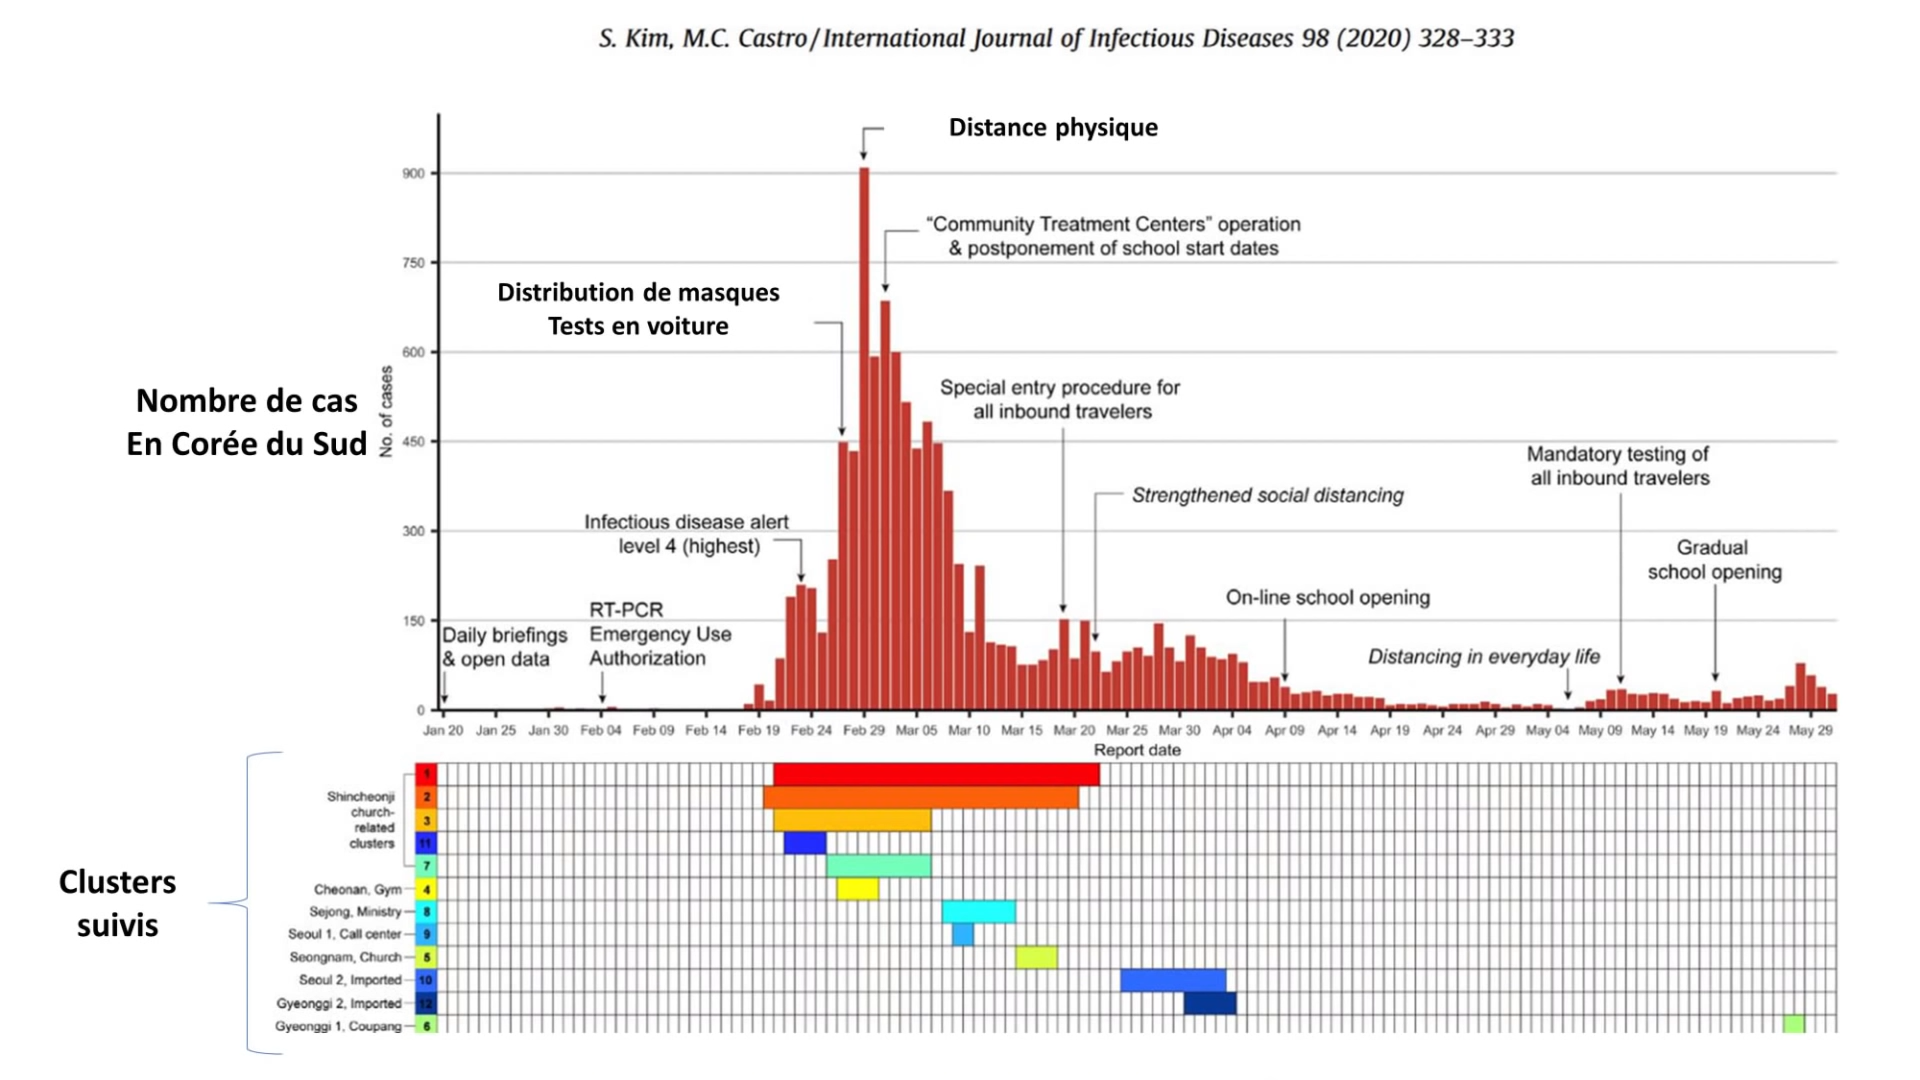 S. Kim, M.C. Castro / International Journal of Infectious Diseases 98 (2020) 328–333
Distance physique
900
“Community Treatment Centers” operation
& postponement of school start dates
750
Distribution de masques
Tests en voiture
600
Nombre de cas
En Corée du Sud
No. of cases
Special entry procedure for
all inbound travelers
450
Mandatory testing of
all inbound travelers
Strengthened social distancing
Infectious disease alert
level 4 (highest)
300
Gradual
school opening
On-line school opening
RT-PCR
Emergency Use
Authorization
150
Daily briefings
& open data
Distancing in everyday life
0
Jan 20 Jan 25 Jan 30 Feb 04 Feb 09 Feb 14 Feb 19 Feb 24 Feb 29 Mar 05 Mar 10 Mar 15 Mar 20 Mar 25 Mar 30 Apr 04 Apr 09 Apr 14 Apr 19 Apr 24 Apr 29 May 04 May 09 May 14 May 19 May 24 May 29
Report date
Clusters
suivis
Shincheonji
church-
related
clusters
1
2
3
11
7
Cheonan, Gym 4
Sejong, Ministry 8
Seoul 1, Call center 9
Seongnam, Church 5
Seoul 2, Imported 10
Gyeonggi 2, Imported 12
Gyeonggi 1, Coupang 6